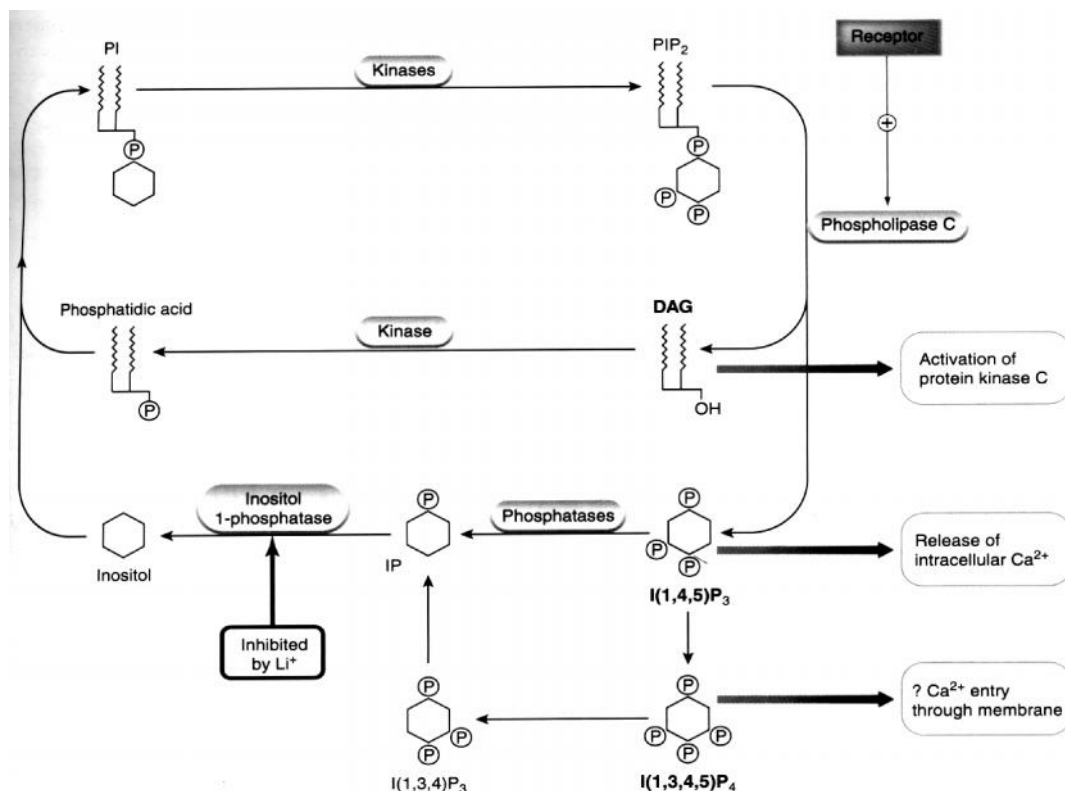 PI
Kinases
PIP2
Receptor
+
P
P
P
P
Phospholipase C
Phosphatidic acid
Kinase
DAG
Activation of
protein kinase C
P
OH
Inositol
1-phosphatase
P
Phosphatases
P
P
P
Release of
intracellular Ca2+
Inositol
IP
I(1,4,5)P3
Inhibited
by Li+
P
P
P
P
P
P
P
? Ca2+ entry
through membrane
I(1,3,4)P3
I(1,3,4,5)P4